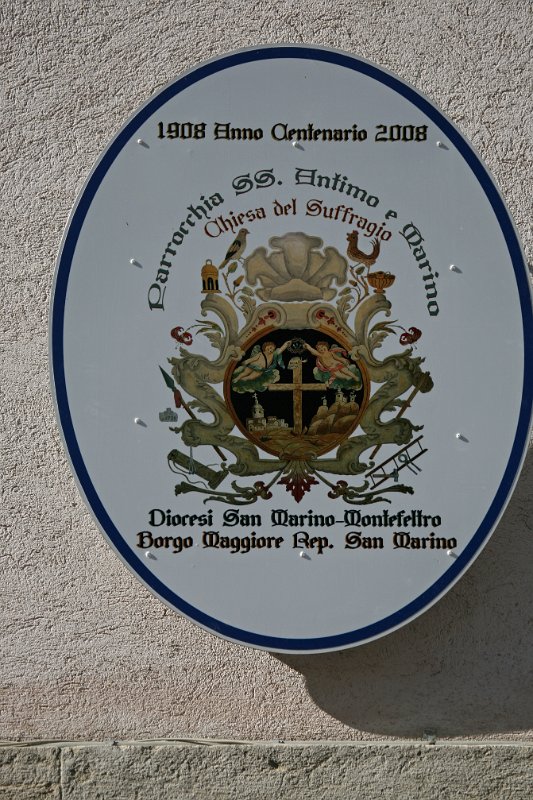 1908 Anno Centenario 2008
Parrocchia SS. Antimo e Marino
Chiesa del Suffragio
Diocesi San Marino-Montefeltro
Borgo Maggiore Rep. San Marino